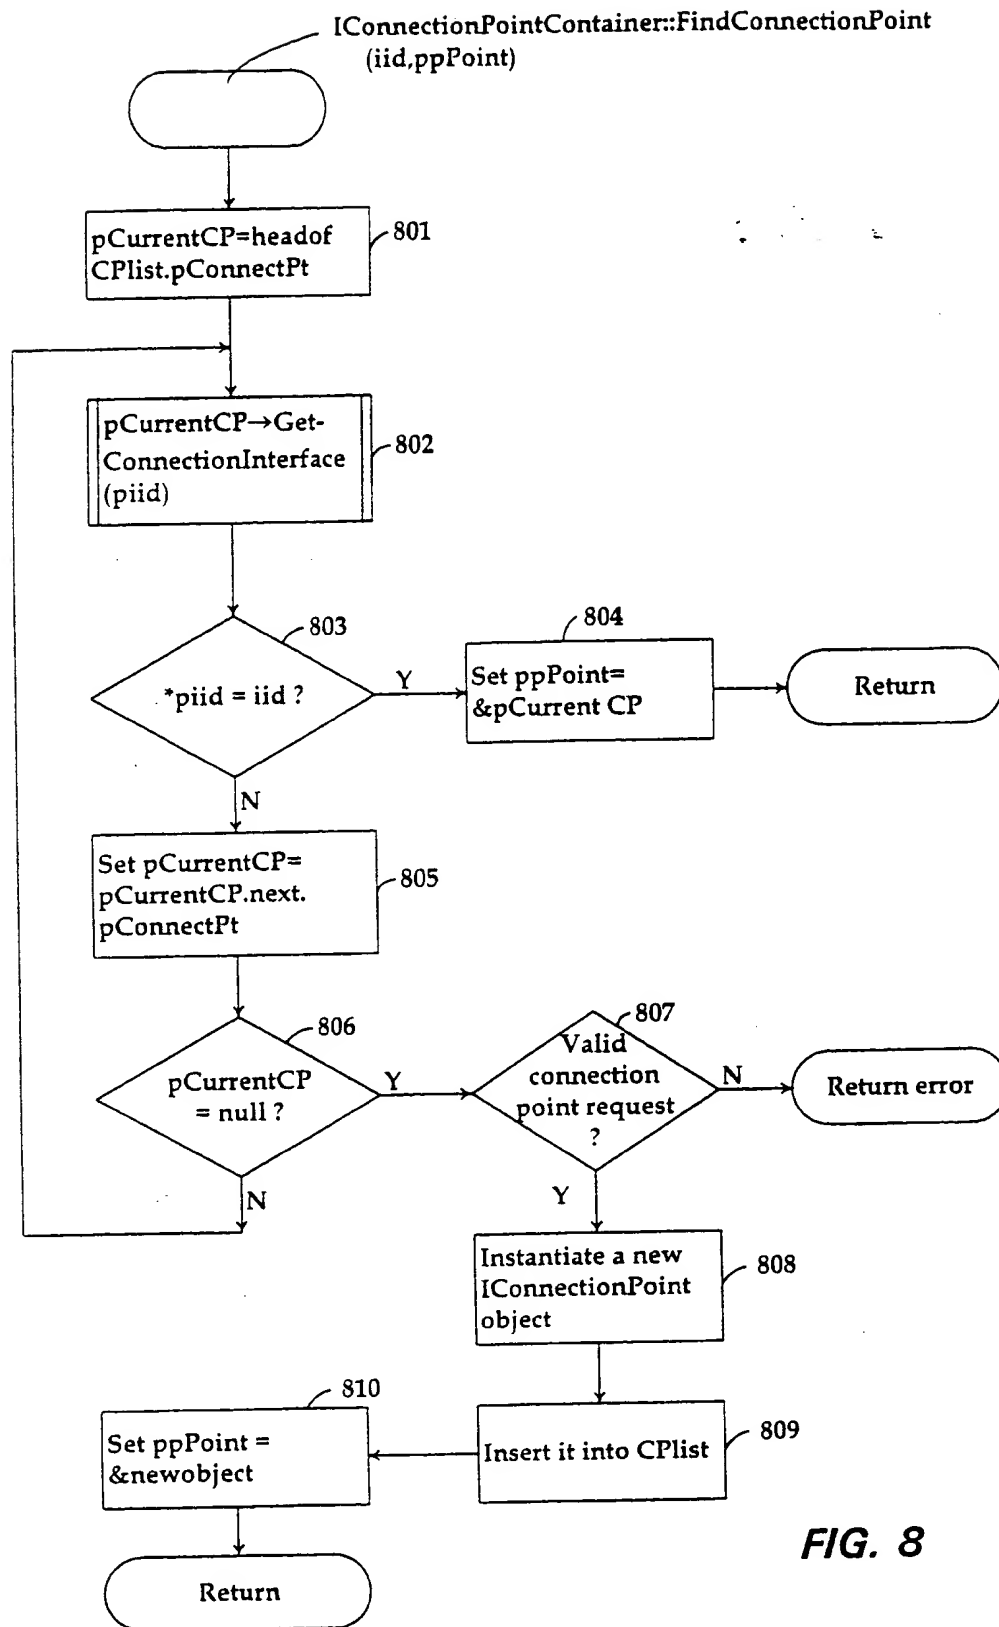 IConnectionPointContainer::FindConnectionPoint
(iid,ppPoint)
pCurrentCP=headof
CPlist.pConnectPt
801
pCurrentCP→Get-
ConnectionInterface
(piid)
802
803
*piid = iid ?
Y
N
804
Set ppPoint=
&pCurrent CP
Return
Set pCurrentCP=
pCurrentCP.next.
pConnectPt
805
806
pCurrentCP
= null ?
Y
N
807
Valid
connection
point request
?
N
Y
Return error
Instantiate a new
IConnectionPoint
object
808
Insert it into CPlist
809
810
Set ppPoint =
&newobject
Return
FIG. 8